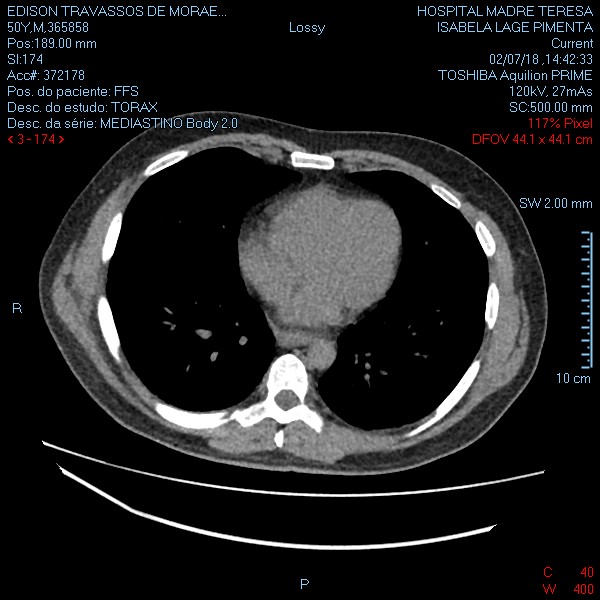 EDISON TRAVASSOS DE MORAE...
50Y,M,365858
Pos:189.00 mm
SI:174
Acc#: 372178
Pos. do paciente: FFS
Desc. do estudo: TORAX
Desc. da série: MEDIASTINO Body 2.0
< 3 - 174 >
Lossy
HOSPITAL MADRE TERESA
ISABELA LAGE PIMENTA
Current
02/07/18 ,14:42:33
TOSHIBA Aquilion PRIME
120kV, 27mAs
SC:500.00 mm
117% Pixel
DFOV 44.1 x 44.1 cm
SW 2.00 mm
R
10 cm
P
C 40
W 400